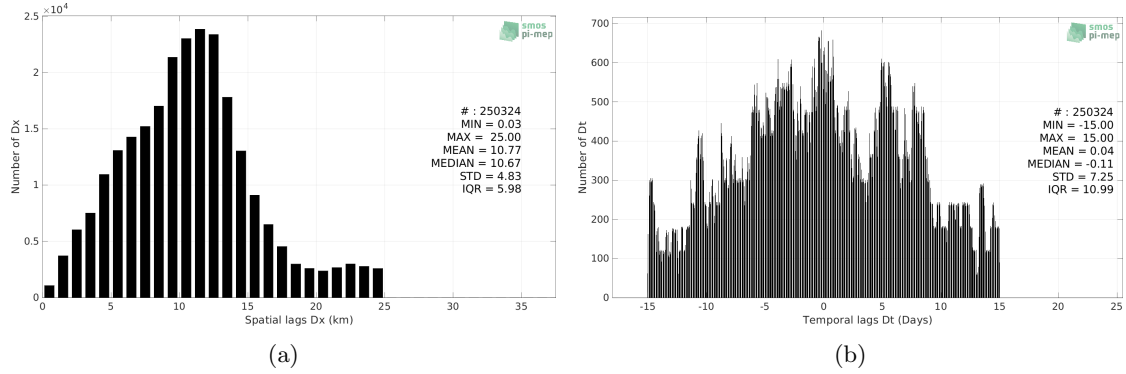 2.5 ×10⁴
2
1.5
1
0.5
0
Number of Dx
0 5 10 15 20 25 30 35
Spatial lags Dx (km)
smos
pi-mep
# : 250324
MIN = 0.03
MAX = 25.00
MEAN = 10.77
MEDIAN = 10.67
STD = 4.83
IQR = 5.98
(a)
700
600
500
400
300
200
100
0
Number of Dt
-15 -10 -5 0 5 10 15 20 25
Temporal lags Dt (Days)
smos
pi-mep
# : 250324
MIN = -15.00
MAX = 15.00
MEAN = 0.04
MEDIAN = -0.11
STD = 7.25
IQR = 10.99
(b)